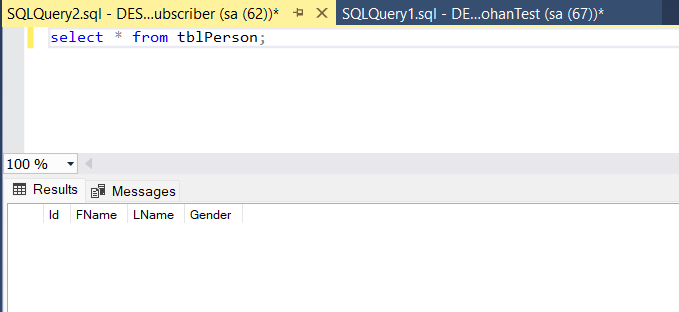 SQLQuery2.sql - DES...ubscriber (sa (62))* SQLQuery1.sql - DE...ohanTest (sa (67))*
select * from tblPerson;
100 %
Results Messages
Id FName LName Gender